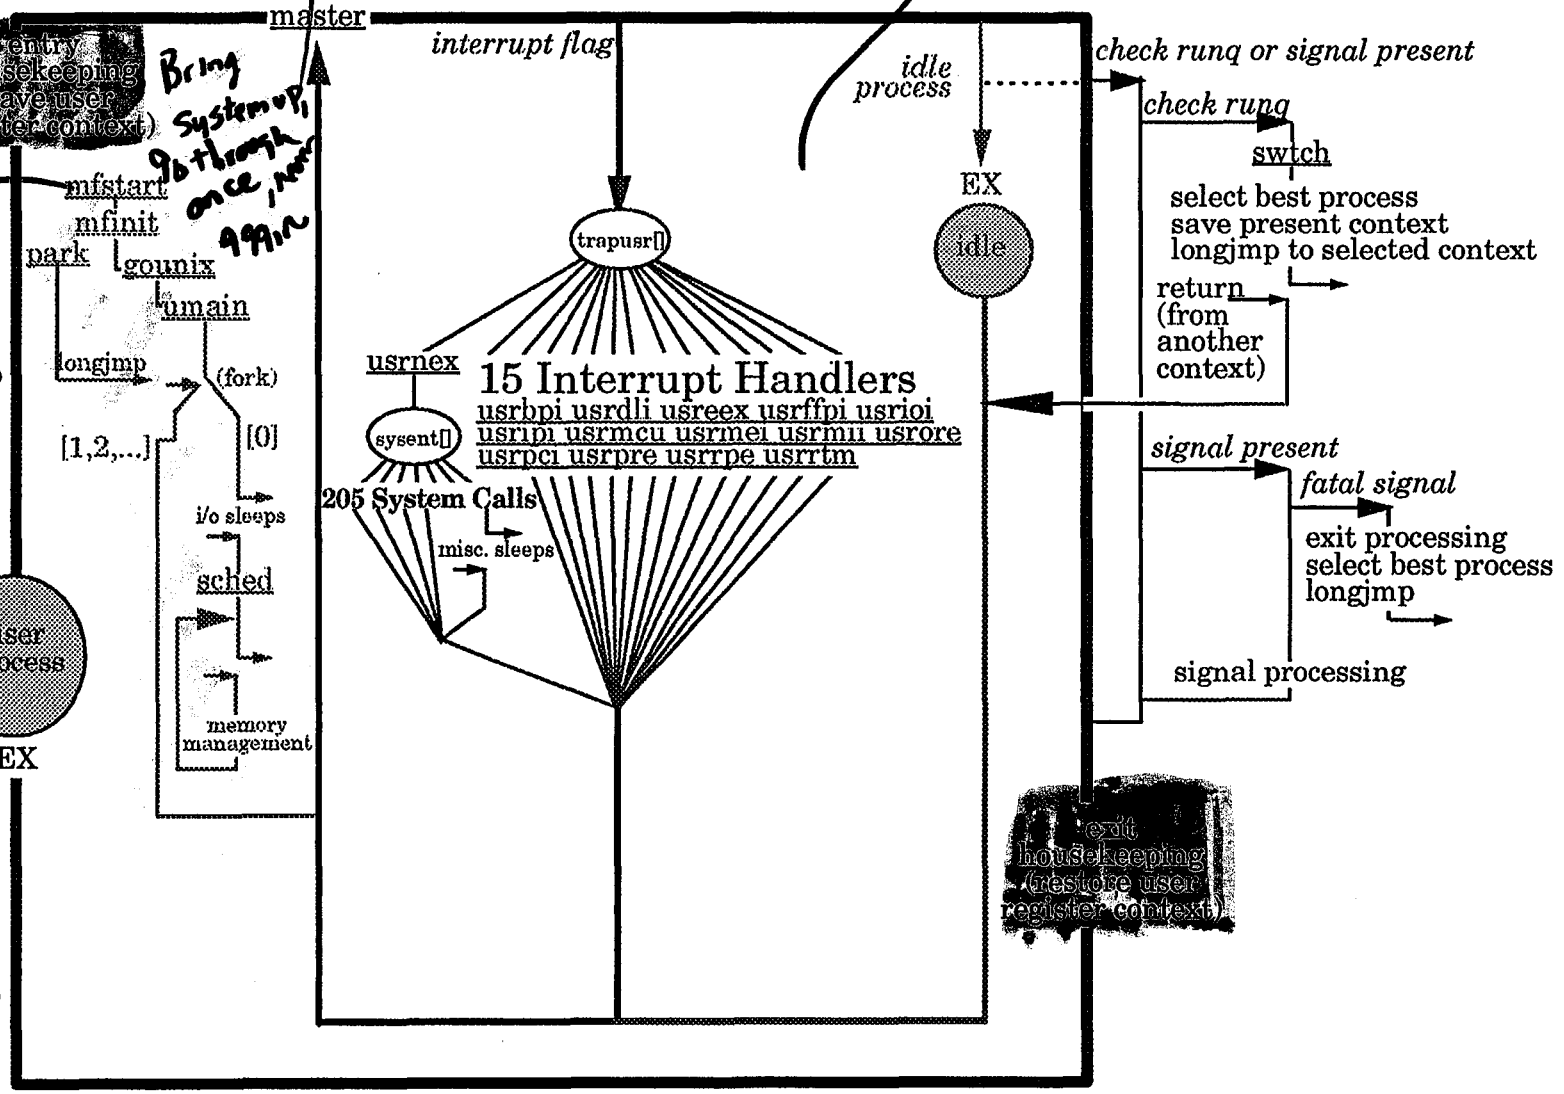 master
entry
sekeeping
ave user
ter context)
Bring
System up,
go through
once, never
again
interrupt flag
idle
process
check runq or signal present
check runq
swtch
select best process
save present context
longjmp to selected context
return
(from
another
context)
EX
idle
mfstart
mfinit
park
gounix
umain
longjmp
(fork)
[1,2,...]
[0]
i/o sleeps
sched
memory
management
user
ocess
EX
trapusr[]
usrnex
sysent[]
205 System Calls
misc. sleeps
15 Interrupt Handlers
usrbpi usrdli usreex usrffpi usrioi
usripi usrmcu usrmei usrmii usrore
usrpci usrpre usrrpe usrrtm
signal present
fatal signal
exit processing
select best process
longjmp
signal processing
exit
housekeeping
(restore user
register context)